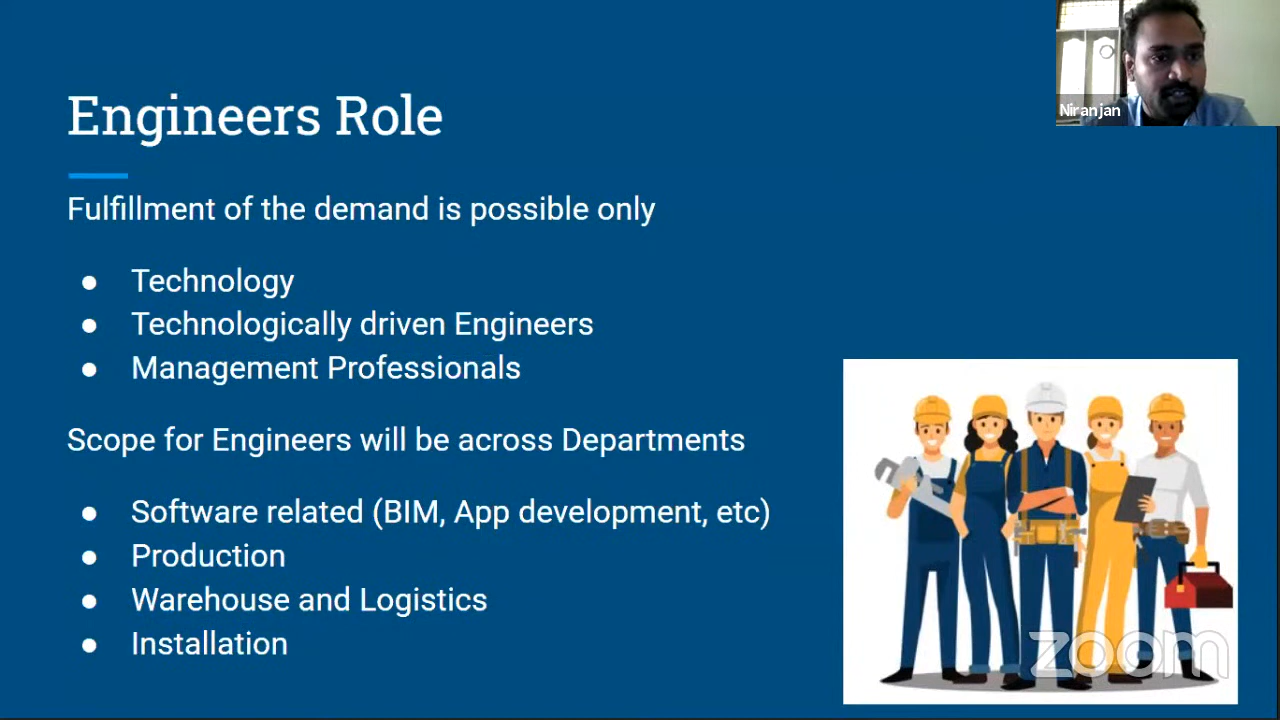 Niranjan
Engineers Role
Fulfillment of the demand is possible only
● Technology
● Technologically driven Engineers
● Management Professionals
Scope for Engineers will be across Departments
● Software related (BIM, App development, etc)
● Production
● Warehouse and Logistics
● Installation
zoom